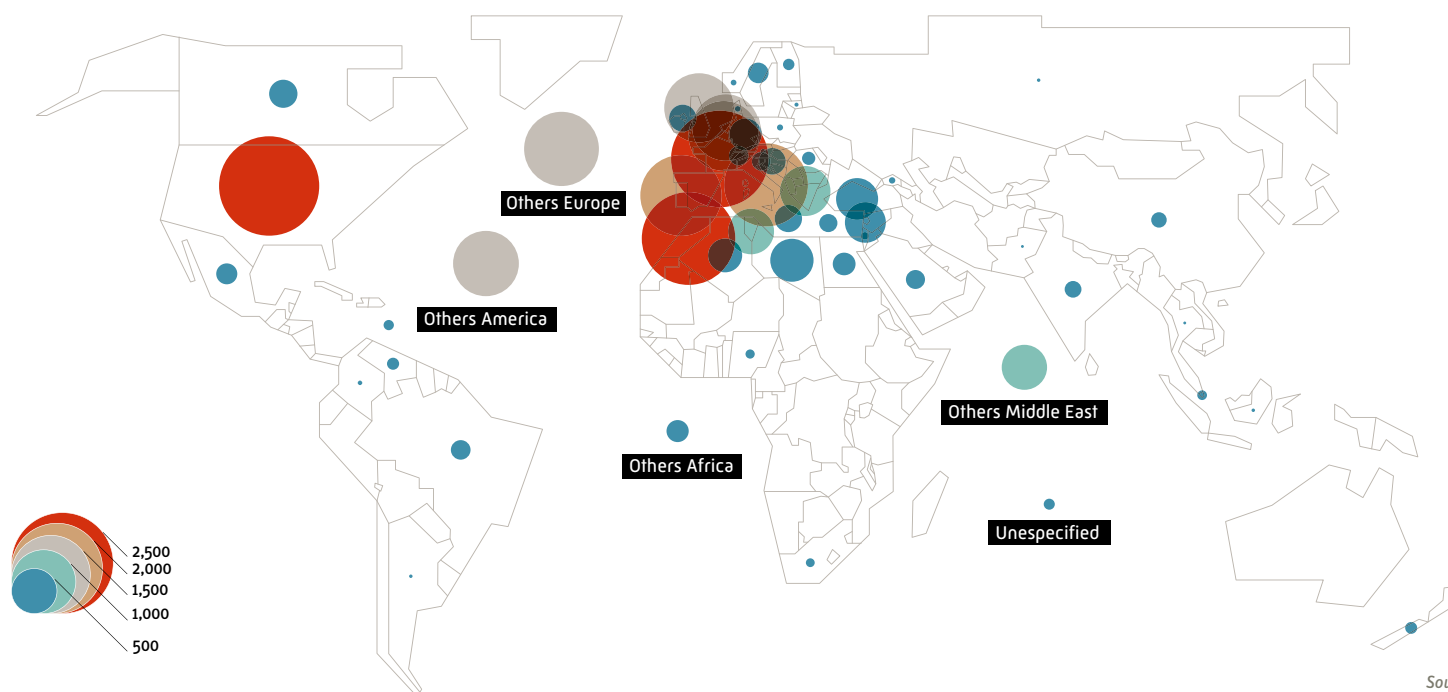 Others Europe
Others America
Others Middle East
Others Africa
Unespecified
2,500
2,000
1,500
1,000
500
Sou